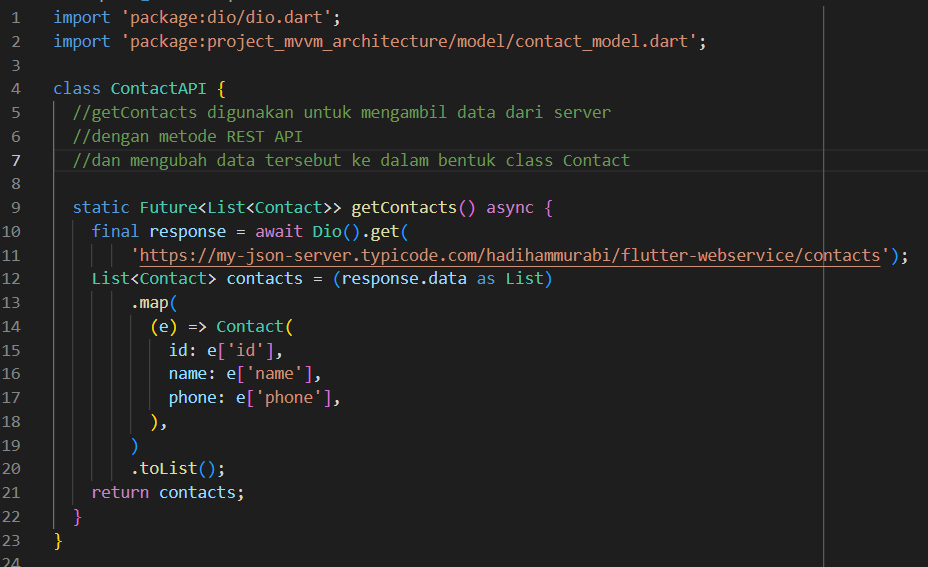 1 import 'package:dio/dio.dart';
2 import 'package:project_mvvm_architecture/model/contact_model.dart';
3
4 class ContactAPI {
5 //getContacts digunakan untuk mengambil data dari server
6 //dengan metode REST API
7 //dan mengubah data tersebut ke dalam bentuk class Contact
8
9 static Future<List<Contact>> getContacts() async {
10 final response = await Dio().get(
11 'https://my-json-server.typicode.com/hadihammurabi/flutter-webservice/contacts');
12 List<Contact> contacts = (response.data as List)
13 .map(
14 (e) => Contact(
15 id: e['id'],
16 name: e['name'],
17 phone: e['phone'],
18 ),
19 )
20 .toList();
21 return contacts;
22 }
23 }
24